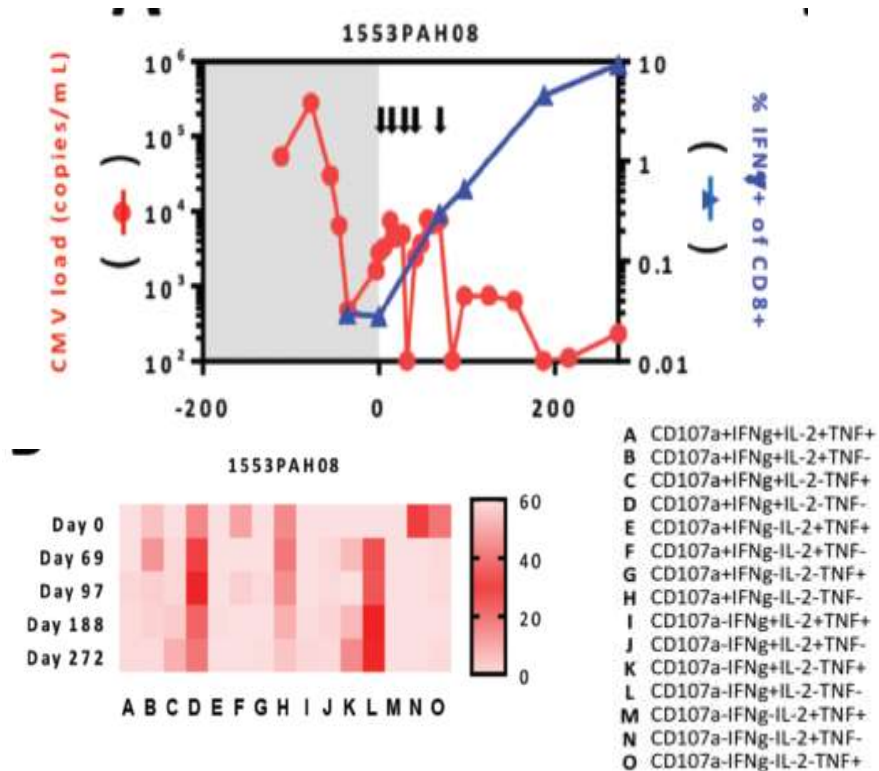 1553PAH08
CMV load (copies/mL)
10^6
10^5
10^4
10^3
10^2
10
1
0.1
0.01
% IFNγ+ of CD8+
-200 0 200
1553PAH08
Day 0
Day 69
Day 97
Day 188
Day 272
60
40
20
0
A B C D E F G H I J K L M N O
A CD107a+IFNg+IL-2+TNF+
B CD107a+IFNg+IL-2+TNF-
C CD107a+IFNg+IL-2-TNF+
D CD107a+IFNg+IL-2-TNF-
E CD107a+IFNg-IL-2+TNF+
F CD107a+IFNg-IL-2+TNF-
G CD107a+IFNg-IL-2-TNF+
H CD107a+IFNg-IL-2-TNF-
I CD107a-IFNg+IL-2+TNF+
J CD107a-IFNg+IL-2+TNF-
K CD107a-IFNg+IL-2-TNF+
L CD107a-IFNg+IL-2-TNF-
M CD107a-IFNg-IL-2+TNF+
N CD107a-IFNg-IL-2+TNF-
O CD107a-IFNg-IL-2-TNF+